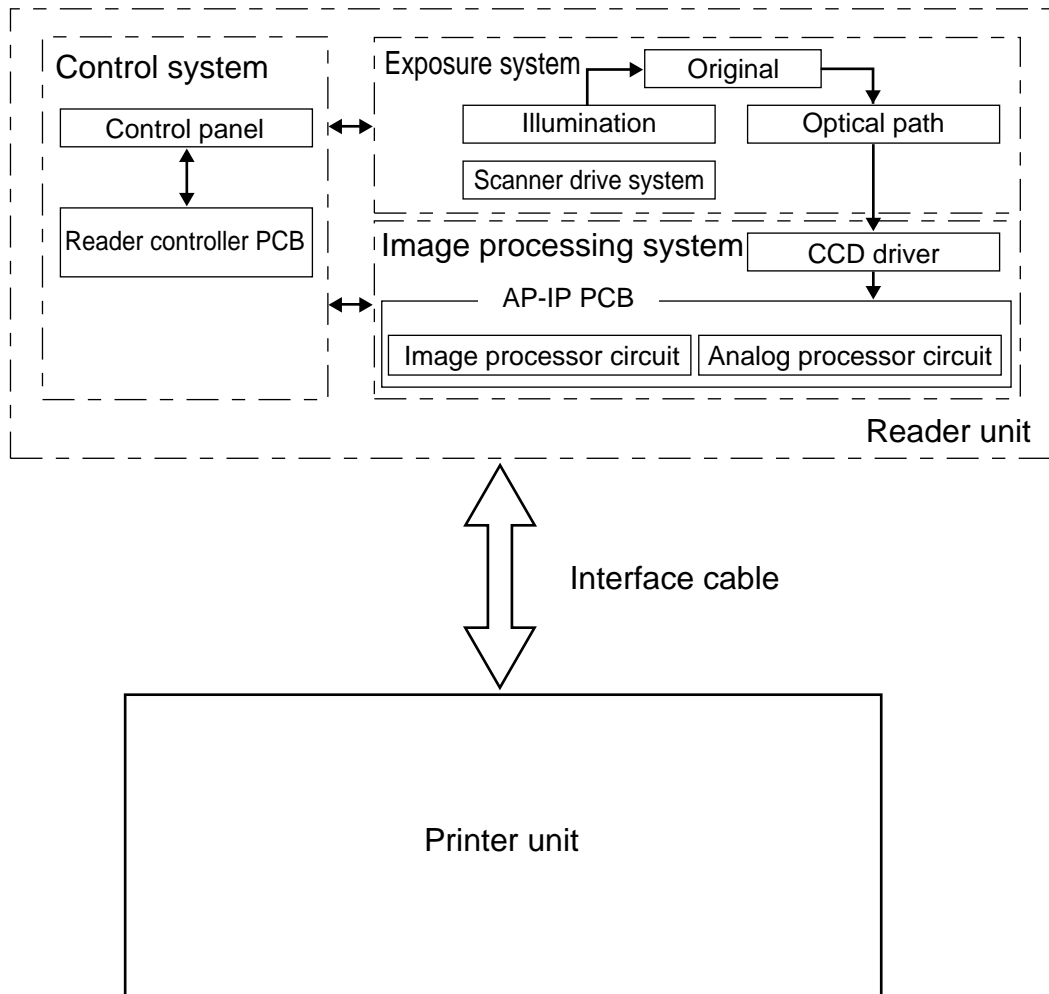 Control system
Control panel
Reader controller PCB
Exposure system
Original
Illumination
Optical path
Scanner drive system
Image processing system
CCD driver
AP-IP PCB
Image processor circuit
Analog processor circuit
Reader unit
Interface cable
Printer unit